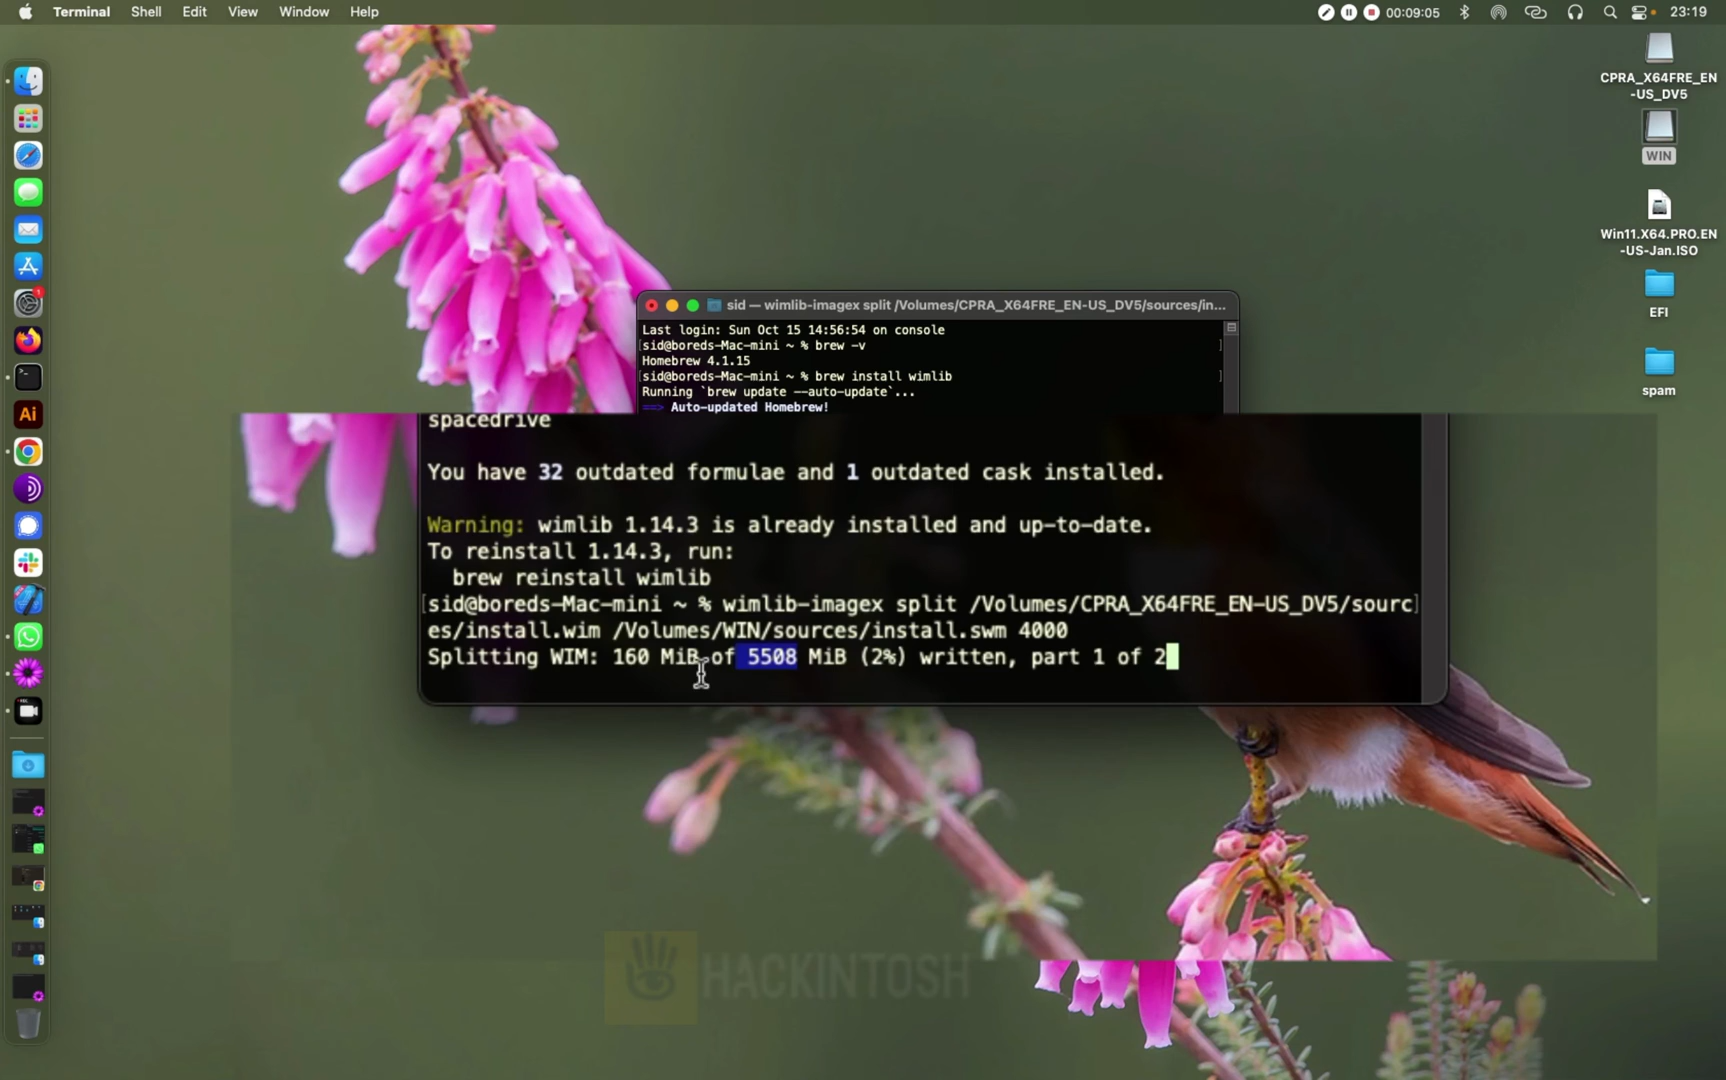 Terminal Shell Edit View Window Help 00:09:05 23:19
CPRA_X64FRE_EN
-US_DV5
WIN
Win11.X64.PRO.EN
-US-Jan.ISO
EFI
spam
1
Ai
sid — wimlib-imagex split /Volumes/CPRA_X64FRE_EN-US_DV5/sources/in...
Last login: Sun Oct 15 14:56:54 on console
[sid@boreds-Mac-mini ~ % brew -v ]
Homebrew 4.1.15
[sid@boreds-Mac-mini ~ % brew install wimlib ]
Running `brew update --auto-update`...
==> Auto-updated Homebrew!
spacedrive
You have 32 outdated formulae and 1 outdated cask installed.
Warning: wimlib 1.14.3 is already installed and up-to-date.
To reinstall 1.14.3, run:
brew reinstall wimlib
[sid@boreds-Mac-mini ~ % wimlib-imagex split /Volumes/CPRA_X64FRE_EN-US_DV5/sourc]
es/install.wim /Volumes/WIN/sources/install.swm 4000
Splitting WIM: 160 MiB of 5508 MiB (2%) written, part 1 of 2
HACKINTOSH